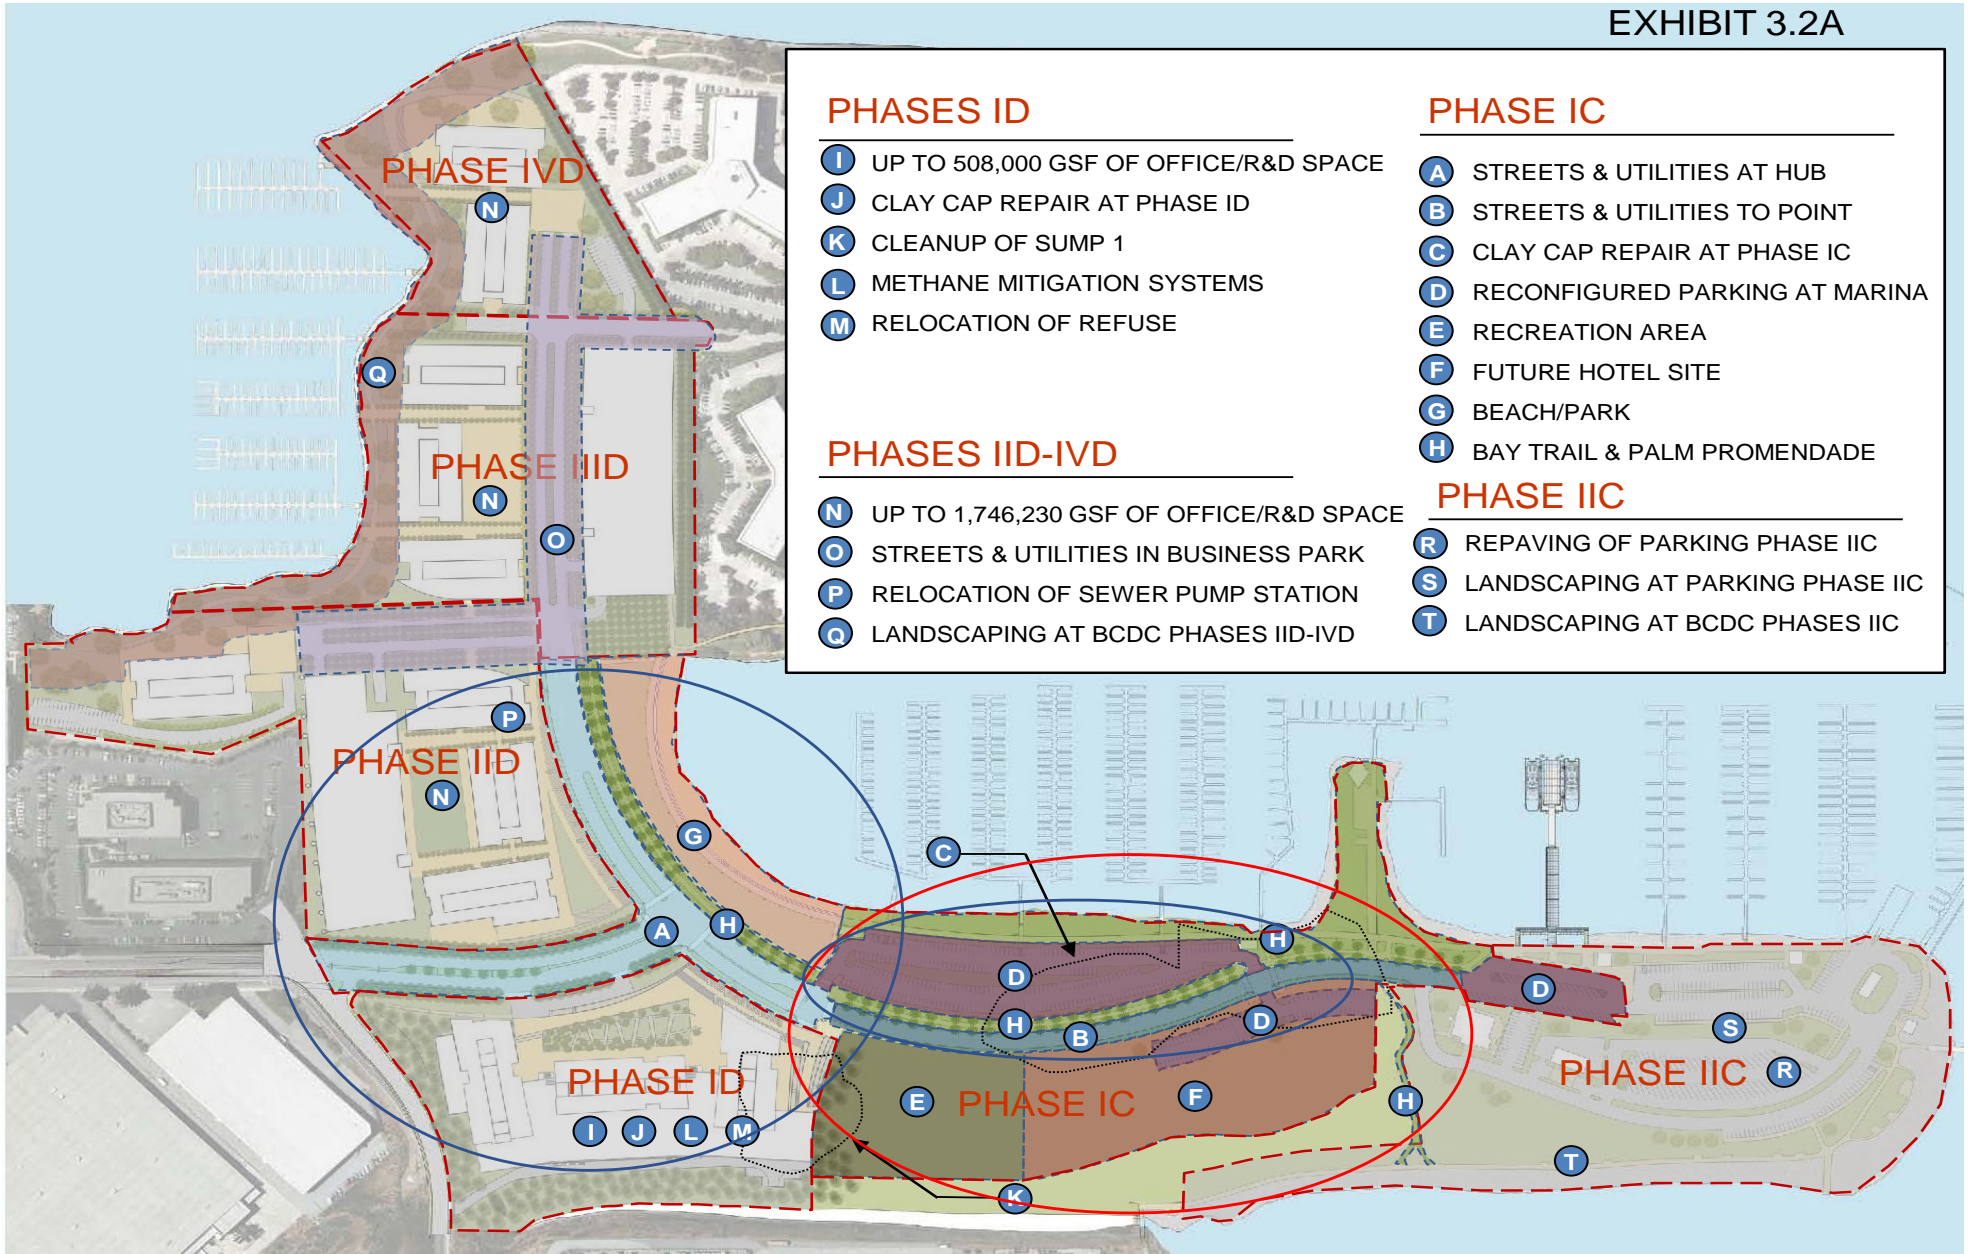 EXHIBIT 3.2A
PHASES ID
I UP TO 508,000 GSF OF OFFICE/R&D SPACE
J CLAY CAP REPAIR AT PHASE ID
K CLEANUP OF SUMP 1
L METHANE MITIGATION SYSTEMS
M RELOCATION OF REFUSE
PHASES IID-IVD
N UP TO 1,746,230 GSF OF OFFICE/R&D SPACE
O STREETS & UTILITIES IN BUSINESS PARK
P RELOCATION OF SEWER PUMP STATION
Q LANDSCAPING AT BCDC PHASES IID-IVD
PHASE IC
A STREETS & UTILITIES AT HUB
B STREETS & UTILITIES TO POINT
C CLAY CAP REPAIR AT PHASE IC
D RECONFIGURED PARKING AT MARINA
E RECREATION AREA
F FUTURE HOTEL SITE
G BEACH/PARK
H BAY TRAIL & PALM PROMENDADE
PHASE IIC
R REPAVING OF PARKING PHASE IIC
S LANDSCAPING AT PARKING PHASE IIC
T LANDSCAPING AT BCDC PHASES IIC
PHASE IVD
N
Q
PHASE IIID
N
O
P
PHASE IID
N
G
C
A
H
H
D
D
H
B
D
S
PHASE IIC
R
PHASE ID
I
J
L
M
E
PHASE IC
F
H
T
K